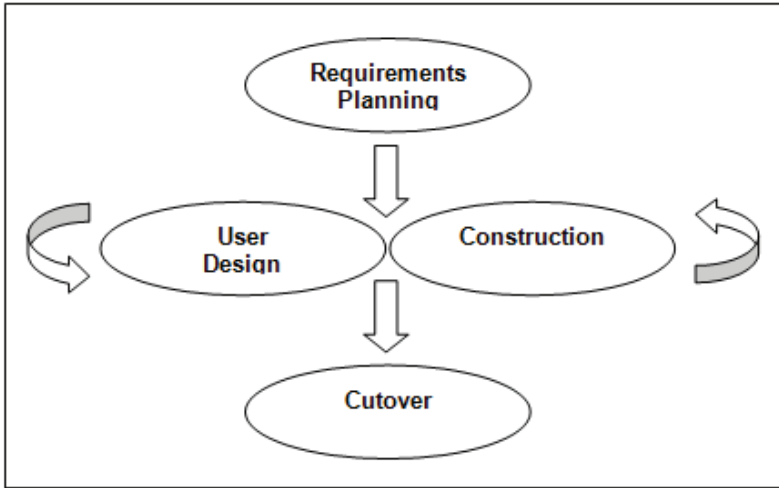 Requirements
Planning
User
Design
Construction
Cutover